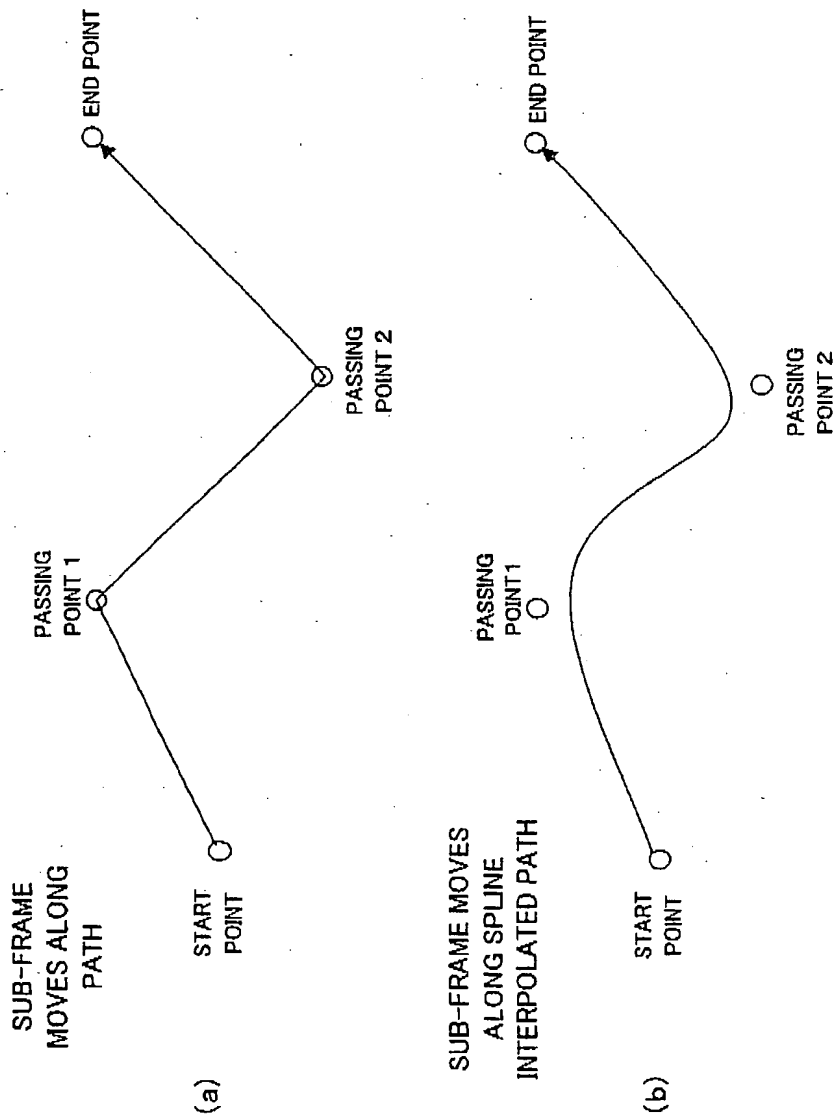 (a)
SUB-FRAME
MOVES ALONG
PATH
START
POINT
PASSING
POINT 1
PASSING
POINT 2
END POINT
(b)
SUB-FRAME MOVES
ALONG SPLINE
INTERPOLATED PATH
START
POINT
PASSING
POINT1
PASSING
POINT 2
END POINT